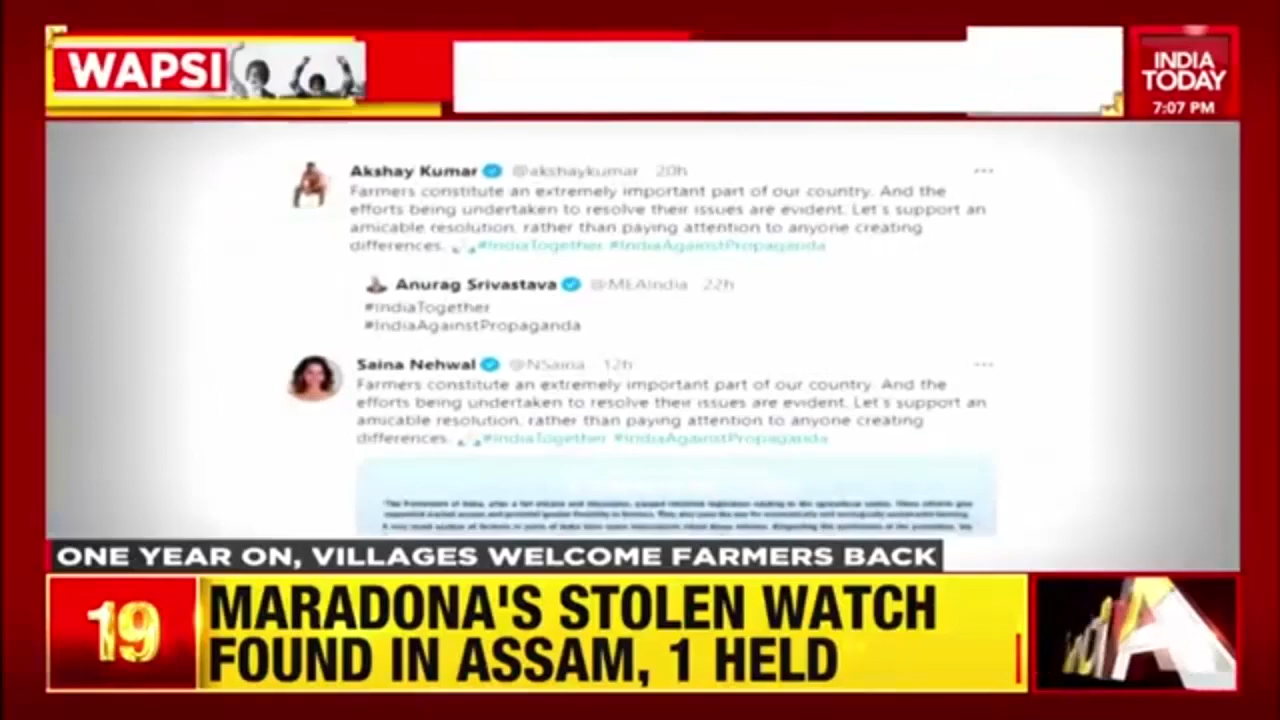 WAPSI
INDIA
TODAY
7:07 PM
Akshay Kumar @akshaykumar 20h
Farmers constitute an extremely important part of our country. And the
efforts being undertaken to resolve their issues are evident. Let's support an
amicable resolution, rather than paying attention to anyone creating
differences. #IndiaTogether #IndiaAgainstPropaganda
Anurag Srivastava @MEAIndia 22h
#IndiaTogether
#IndiaAgainstPropaganda
Saina Nehwal @NSaina 12h
Farmers constitute an extremely important part of our country. And the
efforts being undertaken to resolve their issues are evident. Let's support an
amicable resolution, rather than paying attention to anyone creating
differences. #IndiaTogether #IndiaAgainstPropaganda
ONE YEAR ON, VILLAGES WELCOME FARMERS BACK
19
MARADONA'S STOLEN WATCH
FOUND IN ASSAM, 1 HELD